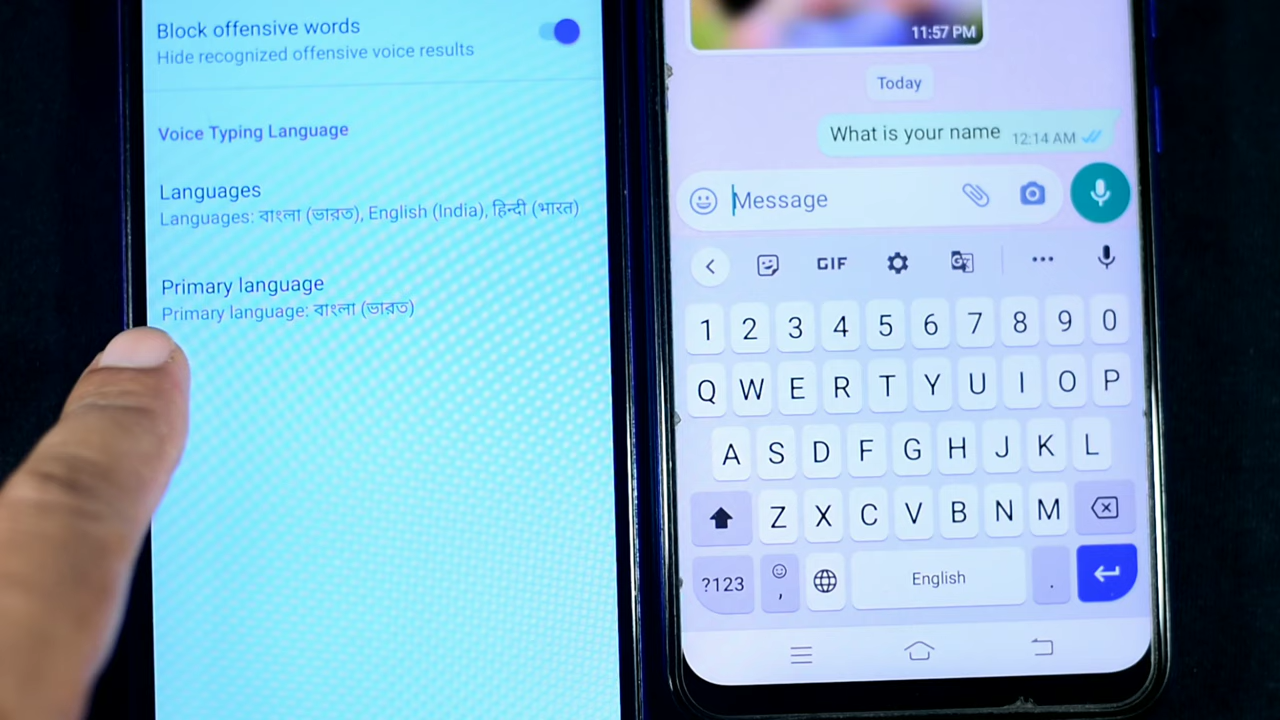 Block offensive words
Hide recognized offensive voice results
Voice Typing Language
Languages
Languages: বাংলা (ভারত), English (India), हिन्दी (भारत)
Primary language
Primary language: বাংলা (ভারত)
11:57 PM
Today
What is your name 12:14 AM
Message
GIF
1 2 3 4 5 6 7 8 9 0
Q W E R T Y U I O P
A S D F G H J K L
Z X C V B N M
?123 , English .